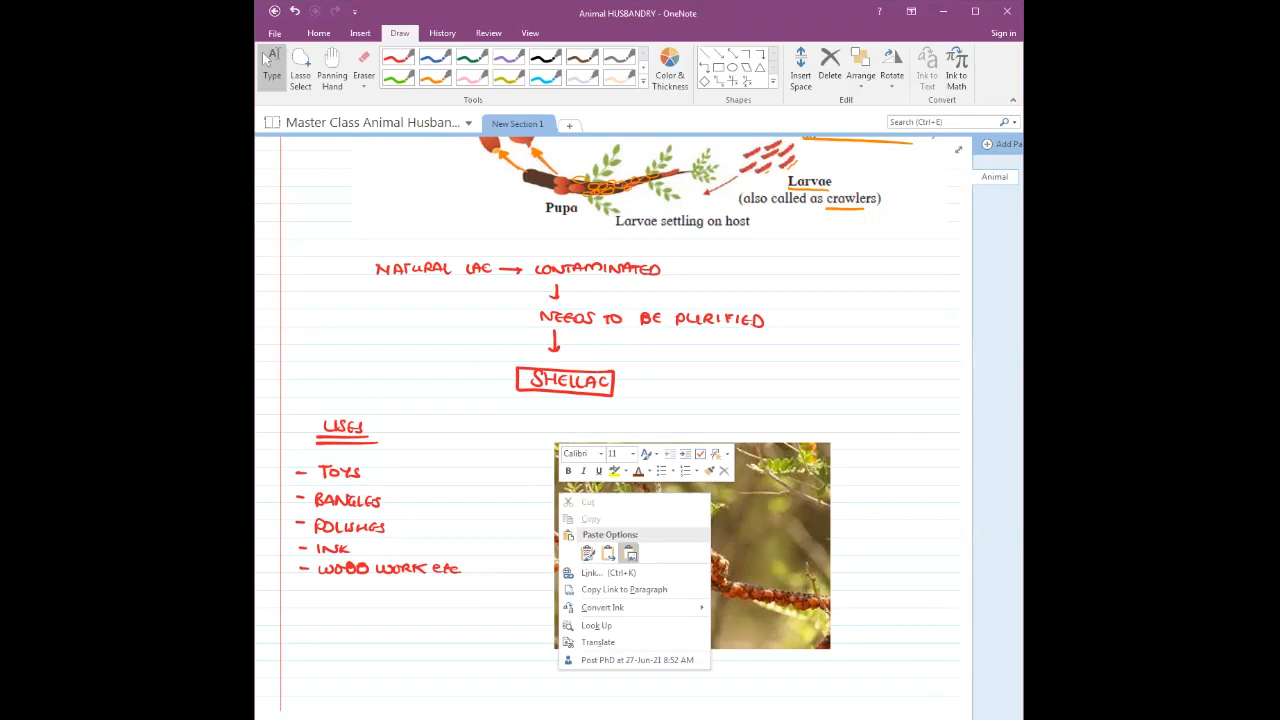 Animal HUSBANDRY - OneNote
File Home Insert Draw History Review View Sign in
Type Lasso Select Panning Hand Eraser Color & Thickness Insert Space Delete Arrange Rotate Ink to Text Ink to Math
Tools Shapes Edit Convert
Master Class Animal Husban... New Section 1 Search (Ctrl+E)
Add Pa
Animal
Larvae
(also called as crawlers)
Pupa
Larvae settling on host
NATURAL LAC → CONTAMINATED
NEEDS TO BE PURIFIED
SHELLAC
USES
- TOYS
- BANGLES
- POLISHES
- INK
- WOOD WORK etc
Calibri 11
B I U A
Cut
Copy
Paste Options:
Link... (Ctrl+K)
Copy Link to Paragraph
Convert Ink
Look Up
Translate
Post PhD at 27-Jun-21 8:52 AM